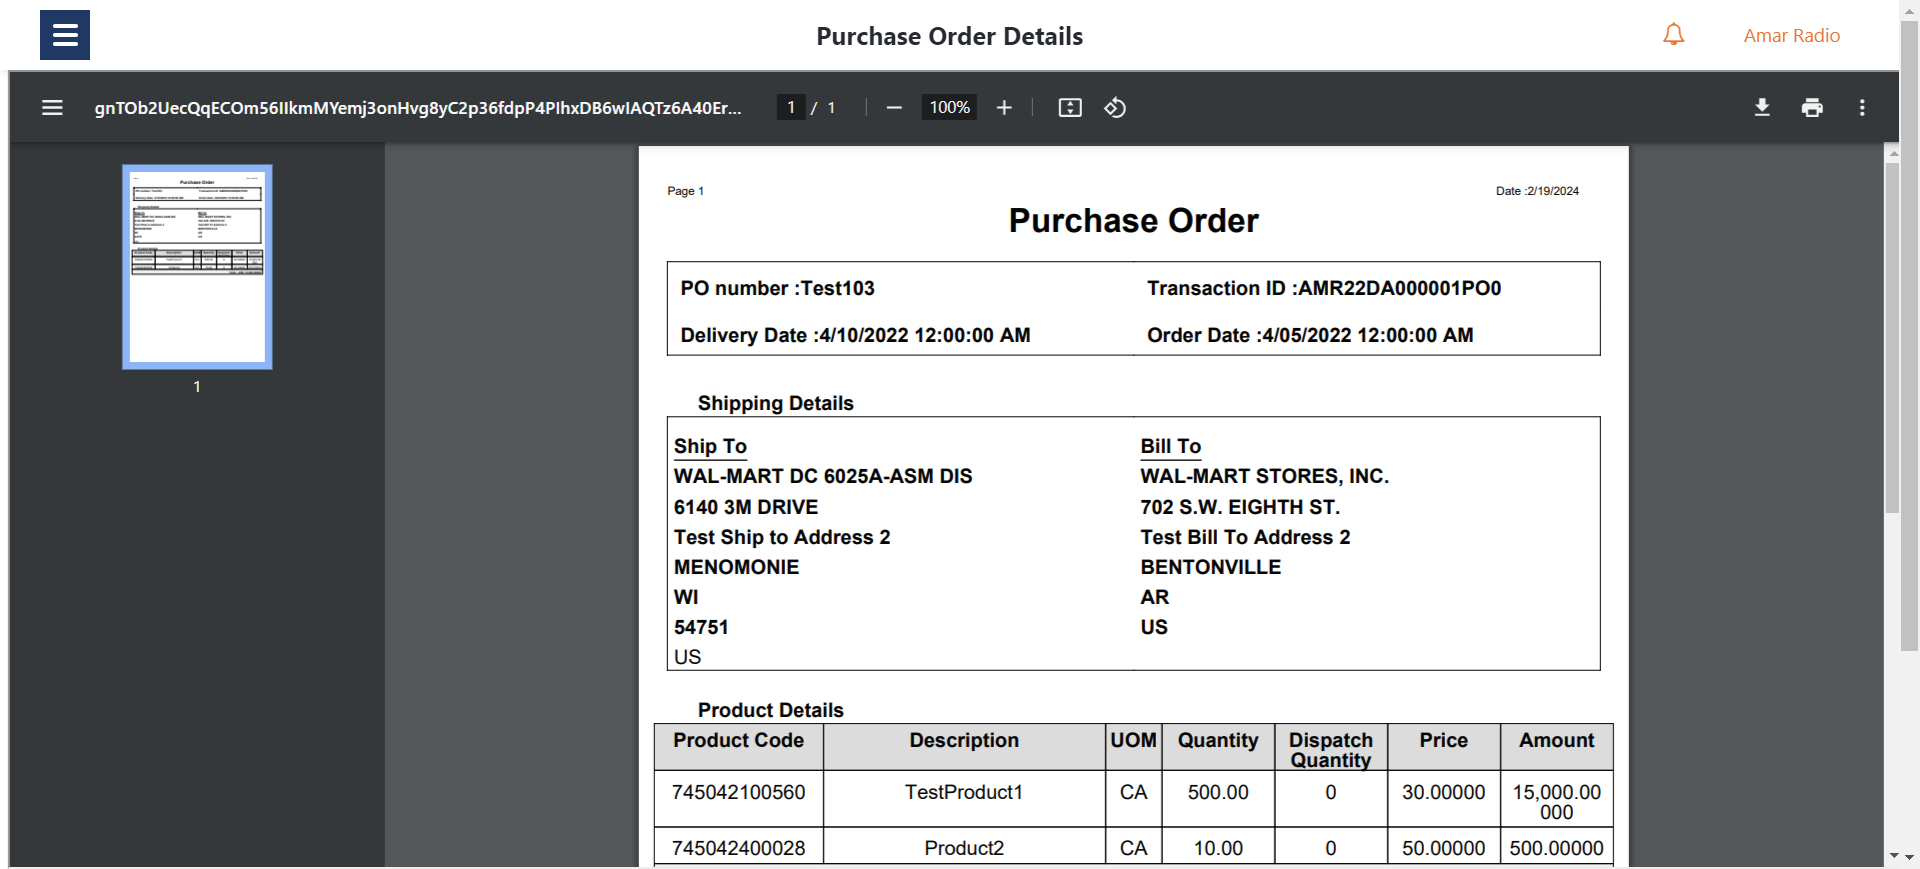 Purchase Order Details
Amar Radio
gnTOb2UecQqECOm56IIkmMYemj3onHvg8yC2p36fdpP4PIhxDB6wIAQTz6A40Er...
1 / 1
100%
1
Page 1
Date :2/19/2024
Purchase Order
PO number :Test103
Transaction ID :AMR22DA000001PO0
Delivery Date :4/10/2022 12:00:00 AM
Order Date :4/05/2022 12:00:00 AM
Shipping Details
Ship To
WAL-MART DC 6025A-ASM DIS
6140 3M DRIVE
Test Ship to Address 2
MENOMONIE
WI
54751
US
Bill To
WAL-MART STORES, INC.
702 S.W. EIGHTH ST.
Test Bill To Address 2
BENTONVILLE
AR
US
Product Details
Product Code Description UOM Quantity Dispatch Quantity Price Amount
745042100560 TestProduct1 CA 500.00 0 30.00000 15,000.00000
745042400028 Product2 CA 10.00 0 50.00000 500.00000